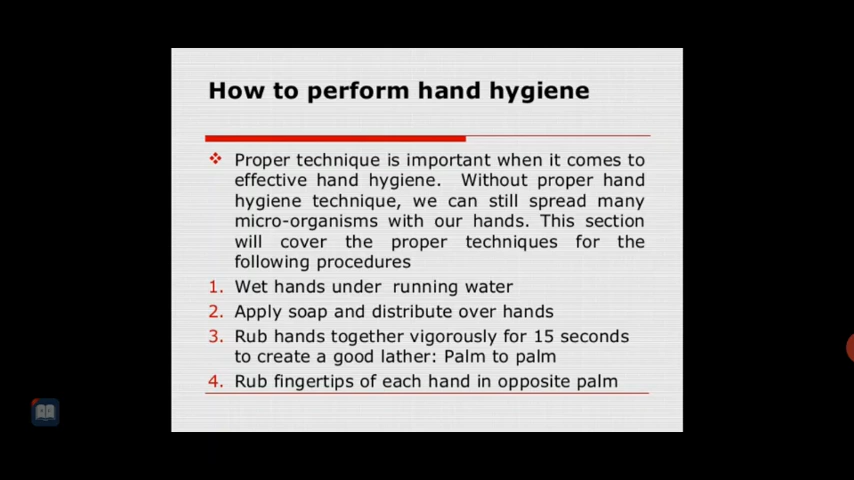 How to perform hand hygiene
Proper technique is important when it comes to
effective hand hygiene. Without proper hand
hygiene technique, we can still spread many
micro-organisms with our hands. This section
will cover the proper techniques for the
following procedures
1. Wet hands under running water
2. Apply soap and distribute over hands
3. Rub hands together vigorously for 15 seconds
to create a good lather: Palm to palm
4. Rub fingertips of each hand in opposite palm